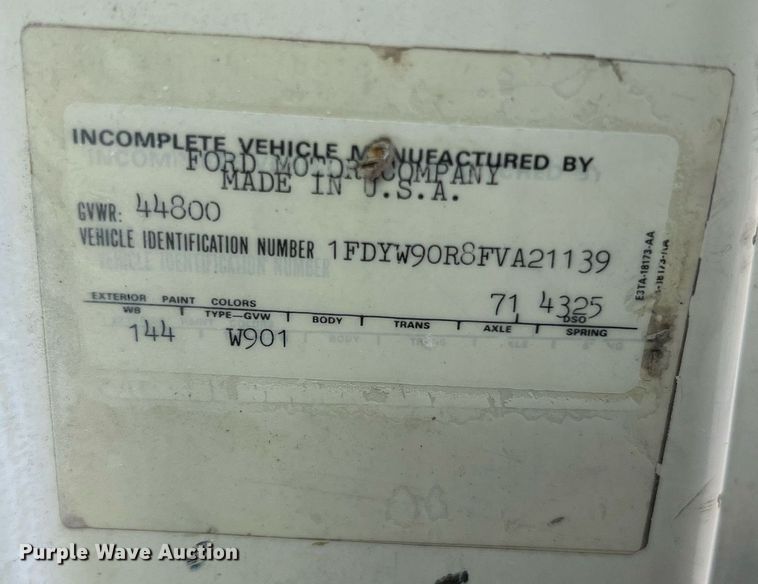 INCOMPLETE VEHICLE MANUFACTURED BY
FORD MOTOR COMPANY
MADE IN U.S.A.
GVWR: 44800
VEHICLE IDENTIFICATION NUMBER 1FDYW90R8FVA21139
E3TA-18173-AA
EXTERIOR PAINT COLORS 71 4325
WB TYPE-GVW BODY TRANS AXLE DSO SPRING
144 W901
Purple Wave Auction